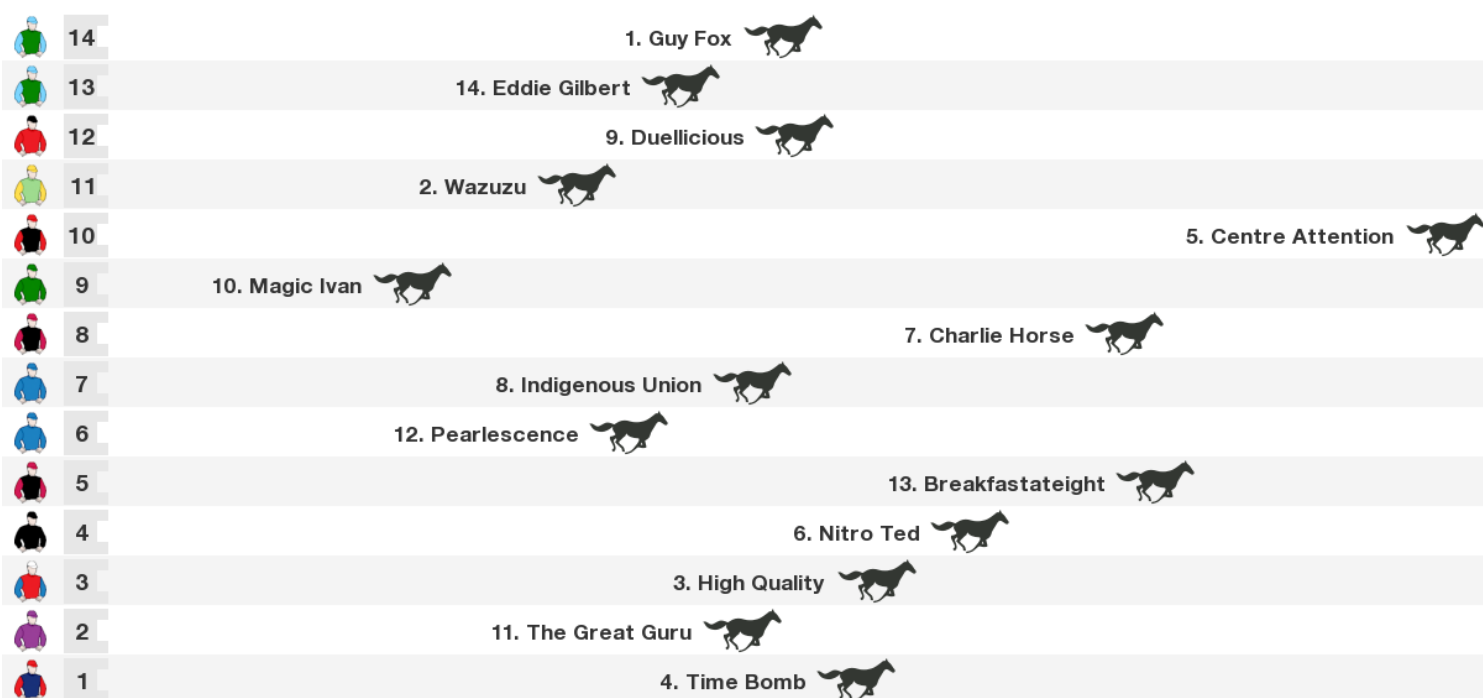 14 1. Guy Fox
13 14. Eddie Gilbert
12 9. Duellicious
11 2. Wazuzu
10 5. Centre Attention
9 10. Magic Ivan
8 7. Charlie Horse
7 8. Indigenous Union
6 12. Pearlescence
5 13. Breakfastateight
4 6. Nitro Ted
3 3. High Quality
2 11. The Great Guru
1 4. Time Bomb